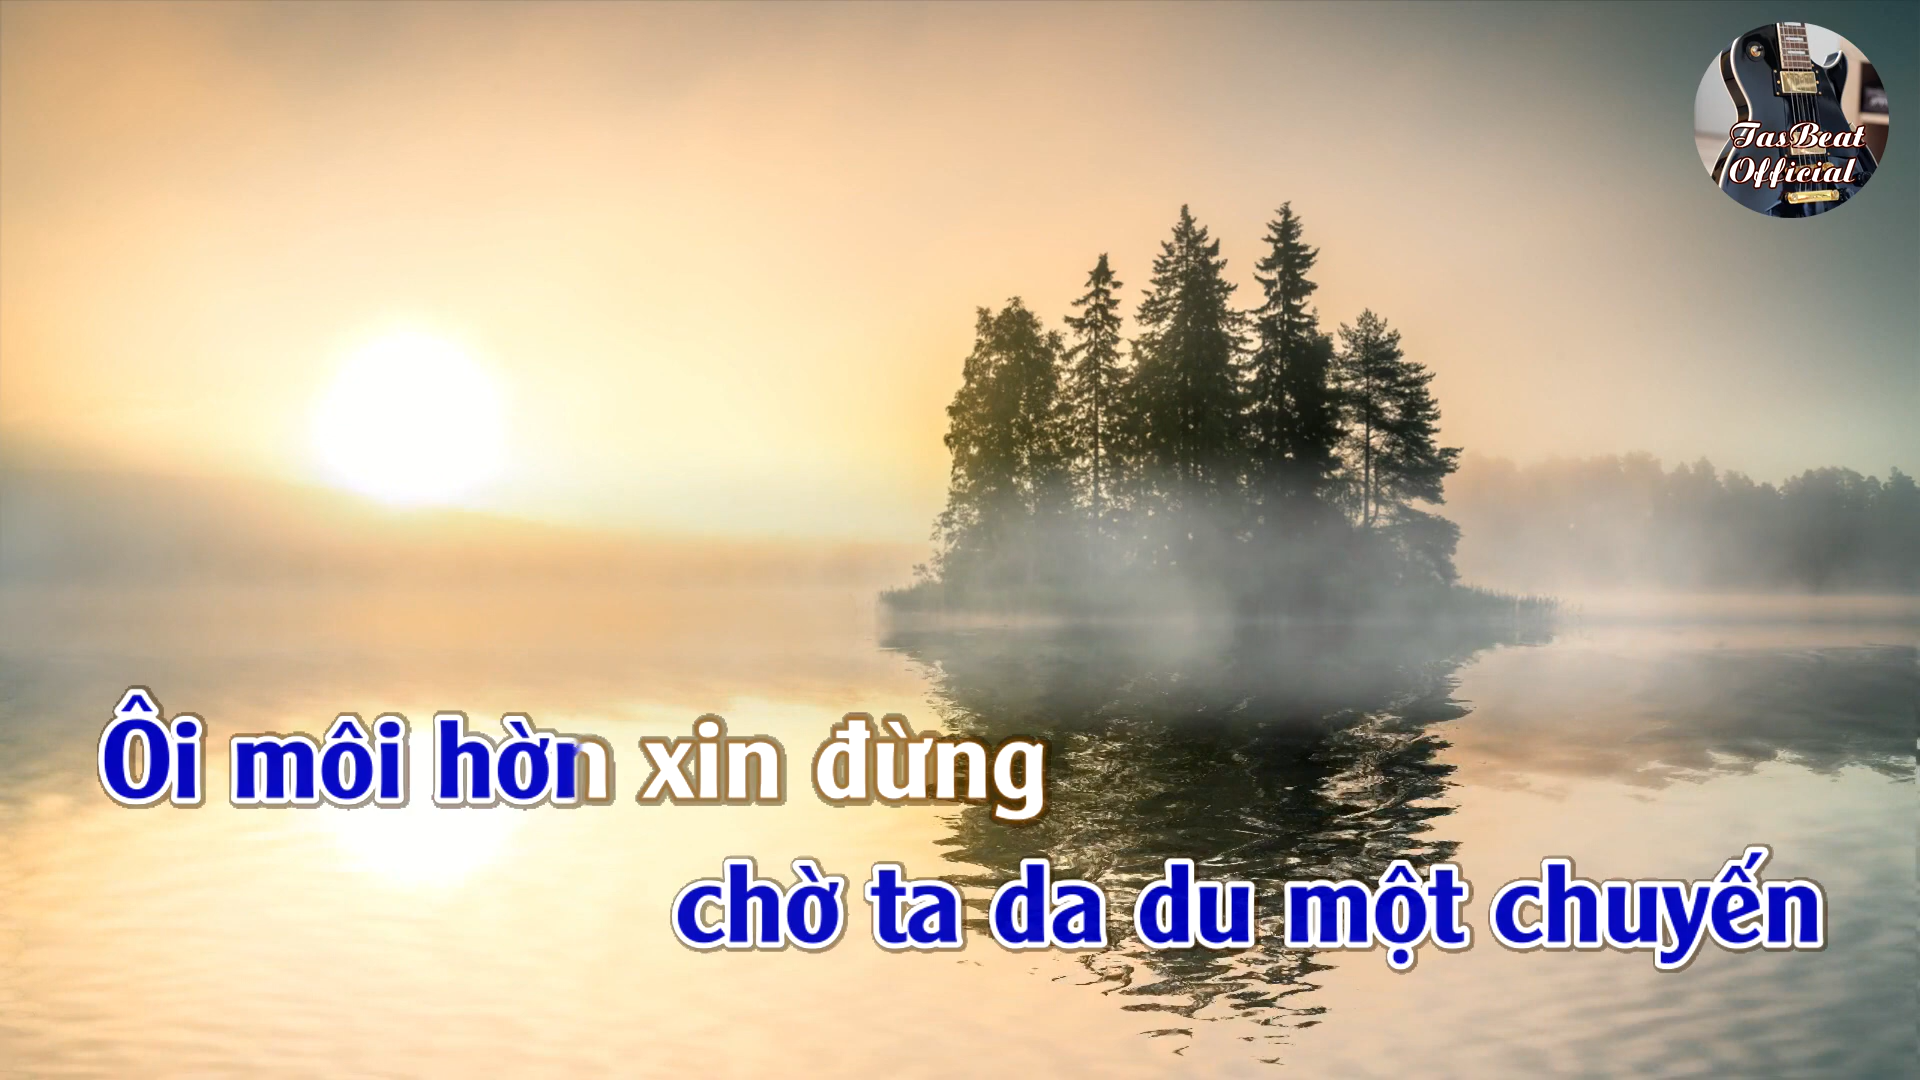 TasBeat
Official
Ôi môi hờn xin đừng
chờ ta da du một chuyến